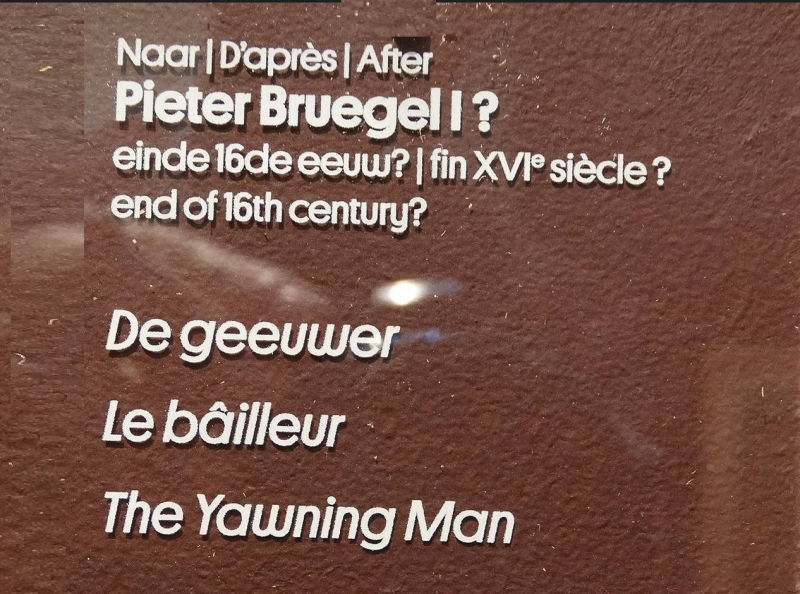 Naar | D'après | After
Pieter Bruegel I ?
einde 16de eeuw? | fin XVIe siècle ?
end of 16th century?
De geeuwer
Le bâilleur
The Yawning Man